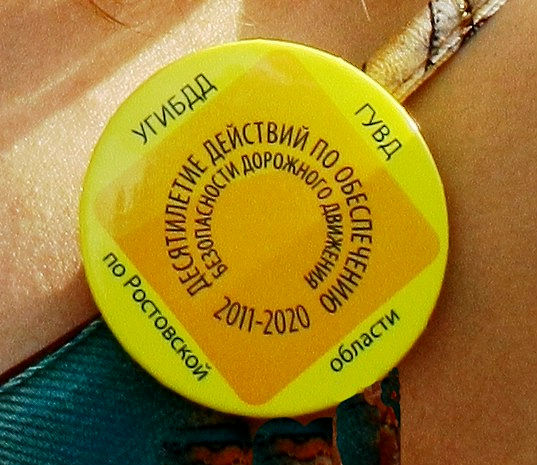 УГИБДД
ГУВД
по Ростовской
области
ДЕСЯТИЛЕТИЕ ДЕЙСТВИЙ ПО ОБЕСПЕЧЕНИЮ
БЕЗОПАСНОСТИ ДОРОЖНОГО ДВИЖЕНИЯ
2011-2020